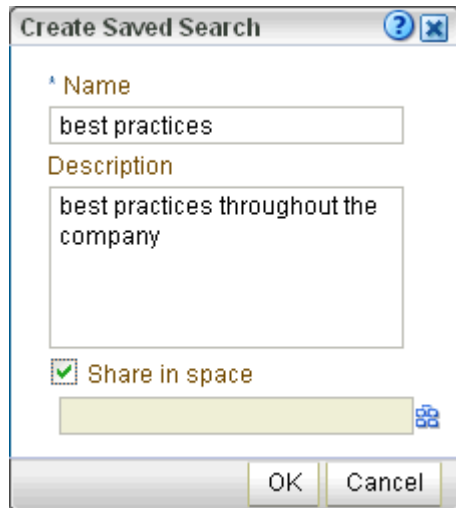 Create Saved Search ?
* Name
best practices
Description
best practices throughout the
company
Share in space
OK Cancel